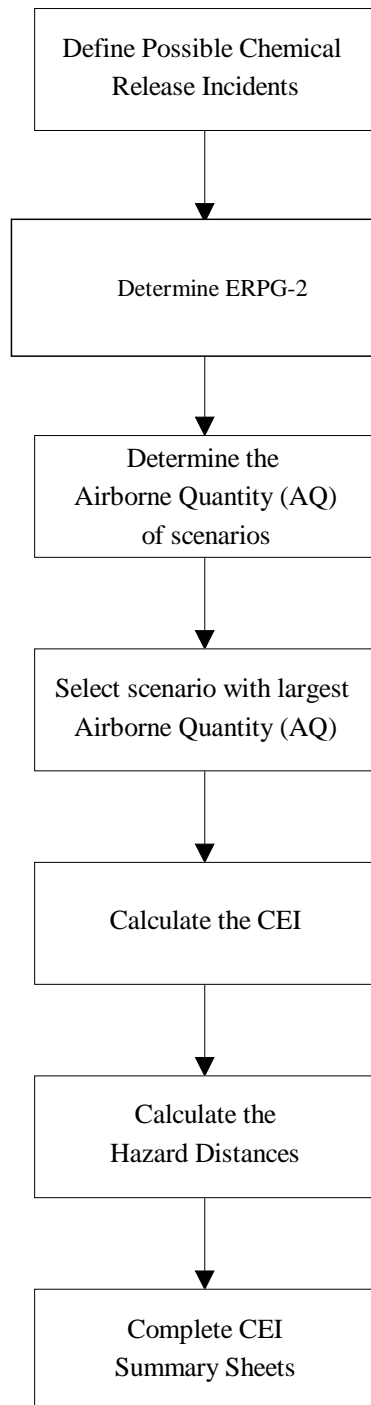 Define Possible Chemical
Release Incidents
Determine ERPG-2
Determine the
Airborne Quantity (AQ)
of scenarios
Select scenario with largest
Airborne Quantity (AQ)
Calculate the CEI
Calculate the
Hazard Distances
Complete CEI
Summary Sheets